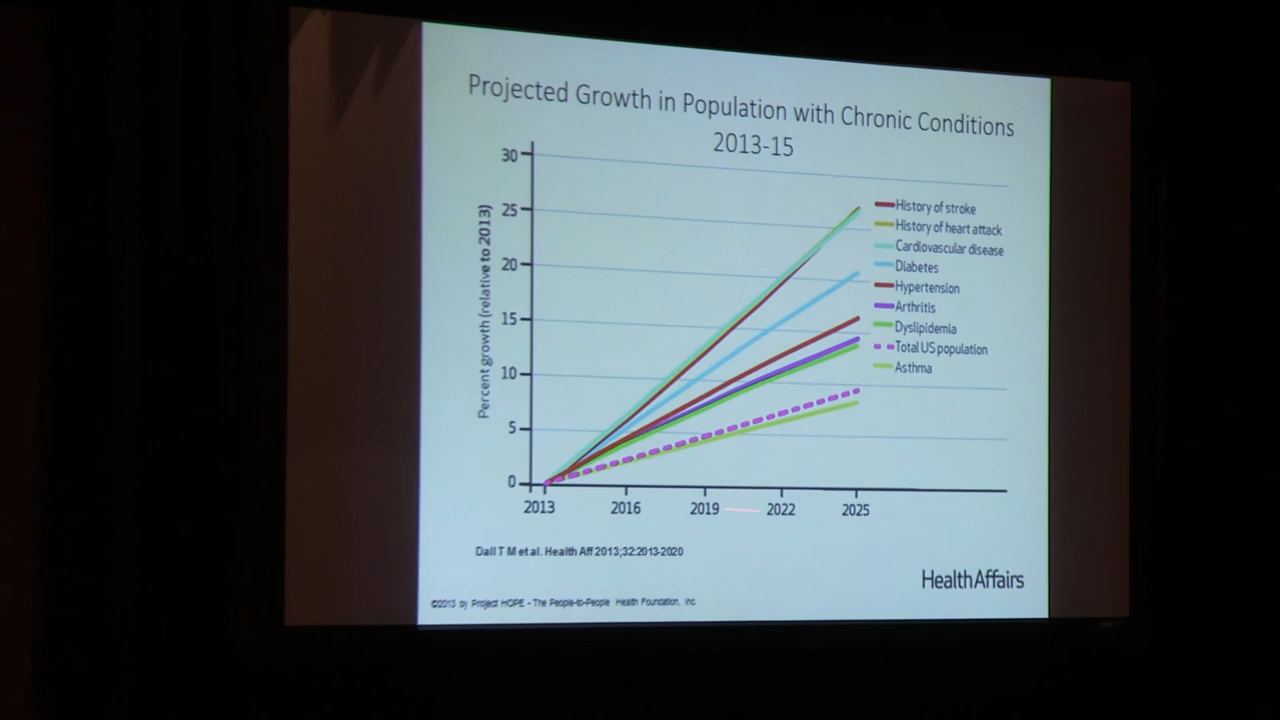 Projected Growth in Population with Chronic Conditions
2013-15
Percent growth (relative to 2013)
30
25
20
15
10
5
0
2013 2016 2019 2022 2025
History of stroke
History of heart attack
Cardiovascular disease
Diabetes
Hypertension
Arthritis
Dyslipidemia
Total US population
Asthma
Dall T M et al. Health Aff 2013;32:2013-2020
HealthAffairs
©2013 by Project HOPE - The People-to-People Health Foundation, Inc.